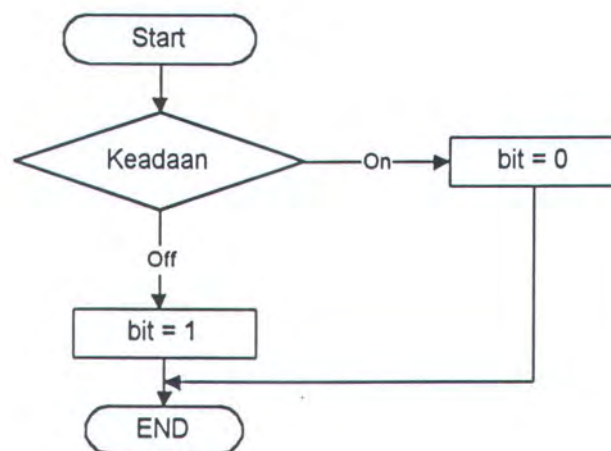 Start
Keadaan
On
bit = 0
Off
bit = 1
END